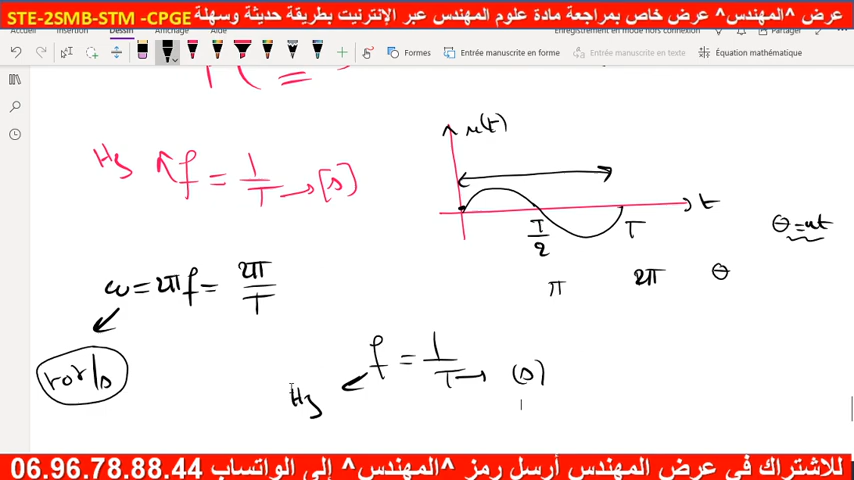 عرض ^المهندس^ عرض خاص بمراجعة مادة علوم المهندس عبر الإنترنيت بطريقة حديثة وسهلة STE-2SMB-STM -CPGE
Accueil Insertion Dessin Affichage Enregistrement en mode hors connexion Partager
Formes Entrée manuscrite en forme Entrée manuscrite en texte Équation mathématique
u(t)
Hz f = 1/T → [s]
t
T/2 T
θ=ωt
ω = 2π f = 2π/T
π 2π θ
rad/s
f = 1/T → (s)
Hz
للاشتراك في عرض المهندس أرسل رمز ^المهندس^ إلى الواتساب 06.96.78.88.44